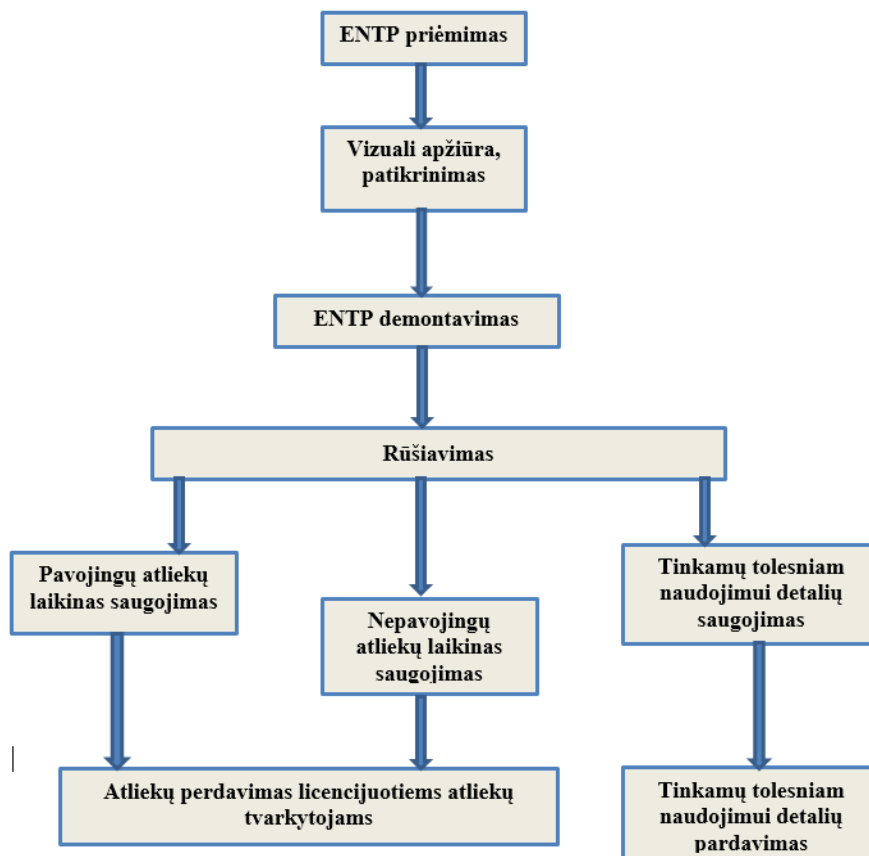 ENTP priėmimas
Vizuali apžiūra,
patikrinimas
ENTP demontavimas
Rūšiavimas
Pavojingų atliekų
laikinas saugojimas
Nepavojingų
atliekų laikinas
saugojimas
Tinkamų tolesniam
naudojimui detalių
saugojimas
Atliekų perdavimas licencijuotiems atliekų
tvarkytojams
Tinkamų tolesniam
naudojimui detalių
pardavimas